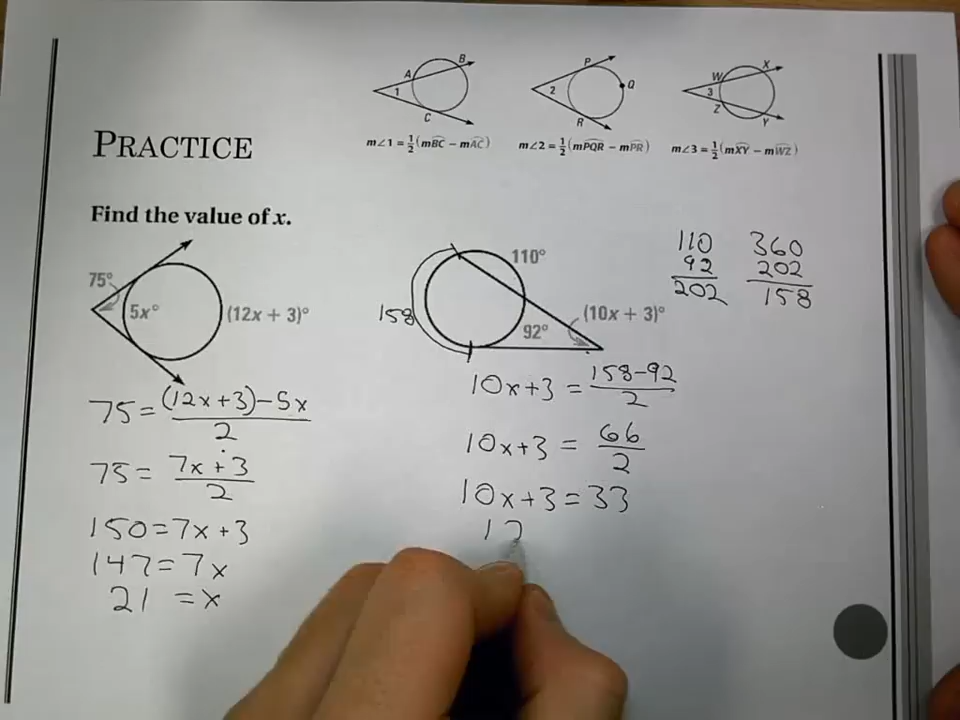 A B 1 C
P 2 Q R
W X 3 Z Y
m∠1 = 1/2(mBC − mAC)
m∠2 = 1/2(mPQR − mPR)
m∠3 = 1/2(mXY − mWZ)
PRACTICE
Find the value of x.
75°
5x°
(12x + 3)°
75 = (12x+3)-5x / 2
75 = 7x+3 / 2
150=7x+3
147=7x
21 =x
110°
158
92°
(10x + 3)°
10x+3 = 158-92 / 2
10x+3 = 66 / 2
10x+3=33
110
92
202
360
202
158